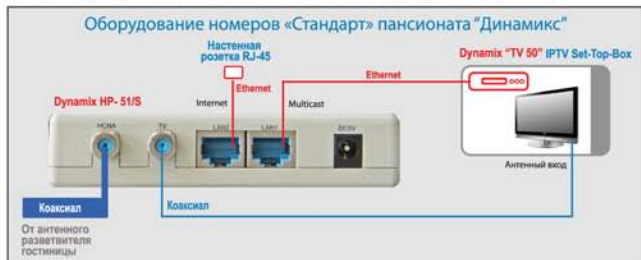 Оборудование номеров «Стандарт» пансионата "Динамикс"
Настенная
розетка RJ-45
Dynamix "TV 50" IPTV Set-Top-Box
Ethernet
Ethernet
Dynamix HP- 51/S
Internet
Multicast
HCNA
TV
LAN2
LAN1
DC5V
Антенный вход
Коаксиал
Коаксиал
От антенного
разветвителя
гостиницы